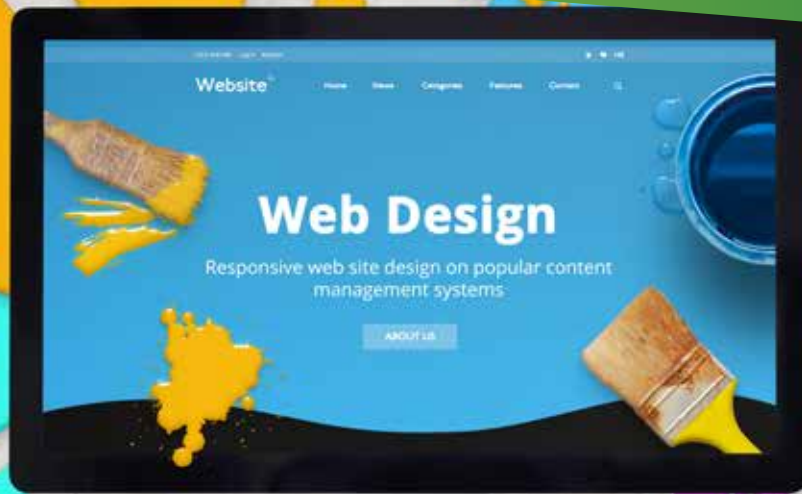 Website
Home News Categories Features Contact
Web Design
Responsive web site design on popular content
management systems
ABOUT US